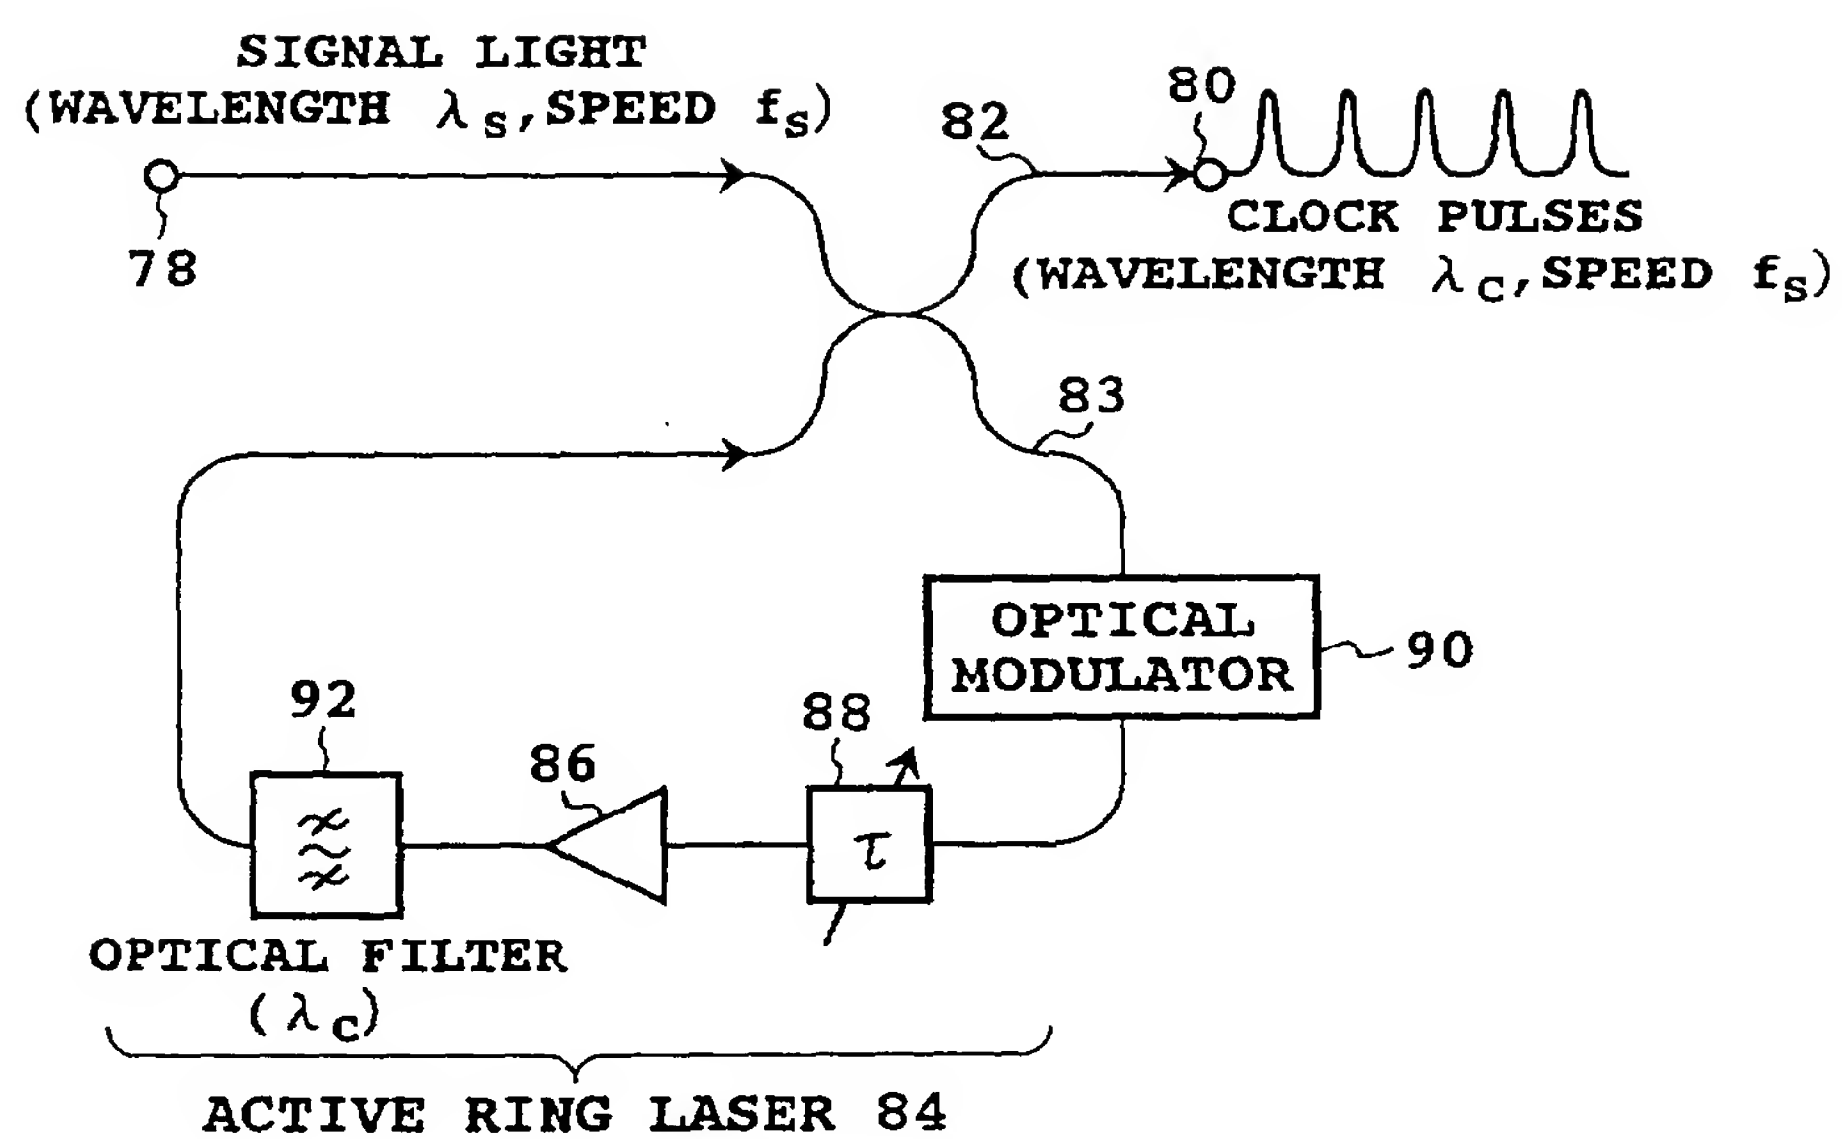 SIGNAL LIGHT
(WAVELENGTH λS, SPEED fS)
82
80
78
CLOCK PULSES
(WAVELENGTH λC, SPEED fS)
83
OPTICAL
MODULATOR
90
92
86
88
τ
OPTICAL FILTER
(λC)
ACTIVE RING LASER 84